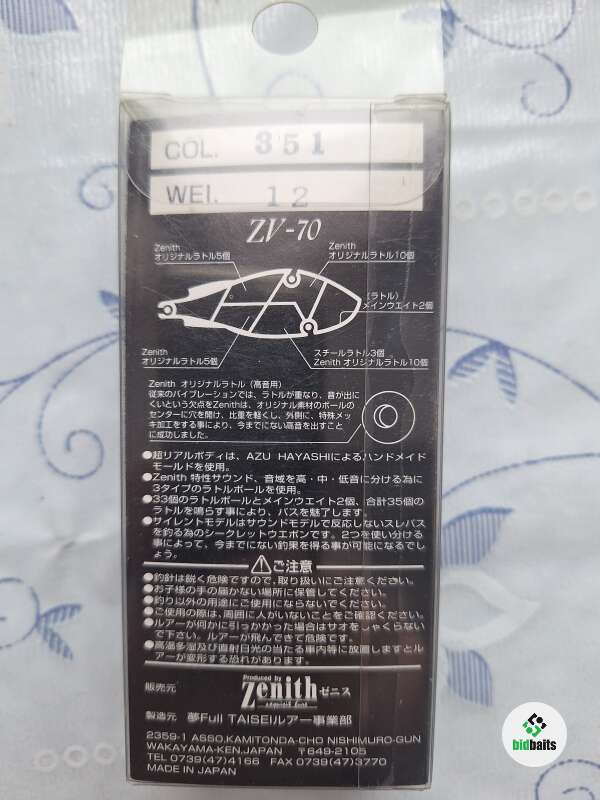 COL. 351
WEI. 12
ZV-70
Zenith
オリジナルラトル5個
Zenith
オリジナルラトル10個
(ラトル)
メインウエイト2個
Zenith
オリジナルラトル5個
スチールラトル3個
Zenith オリジナルラトル10個
Zenith オリジナルラトル(高音用)
従来のバイブレーションでは、ラトルが重なり、音が出に
くいという欠点をZenithは、オリジナル素材のボールの
センターに穴を開け、比重を軽くし、外側に、特殊メッ
キ加工をする事により、今までにない高音を出すこと
に成功しました。
●超リアルボディは、AZU HAYASHIによるハンドメイド
モールドを使用。
●Zenith 特性サウンド、音域を高・中・低音に分ける為に
3タイプのラトルボールを使用。
●33個のラトルボールとメインウエイト2個、合計35個の
ラトルを鳴らす事により、バスを魅了します。
●サイレントモデルはサウンドモデルで反応しないスレバス
を釣る為のシークレットウエポンです。2つを使い分ける事
事によって、今までにない釣果を得る事が可能になるでし
ょう。
⚠ご注意
●釣針は鋭く危険ですので、取り扱いにご注意ください。
●お子様の手の届かない場所に保管してください。
●釣り以外の用途にご使用にならないでください。
●ご使用の際は、周囲に人がいないことをご確認ください。
●ルアーが何かに引っかかった場合はサオをしゃくらない
で下さい。ルアーが飛んできて危険です。
●高温多湿及び直射日光の当たる車内等に放置しますとル
アーが変形する恐れがあります。
Produced by
販売元 Zenith ゼニス
製造元 夢Full TAISEIルアー事業部
2359-1 ASSO,KAMITONDA-CHO NISHIMURO-GUN
WAKAYAMA-KEN,JAPAN 〒649-2105
TEL 0739(47)4166 FAX 0739(47)3770
MADE IN JAPAN
bidbaits